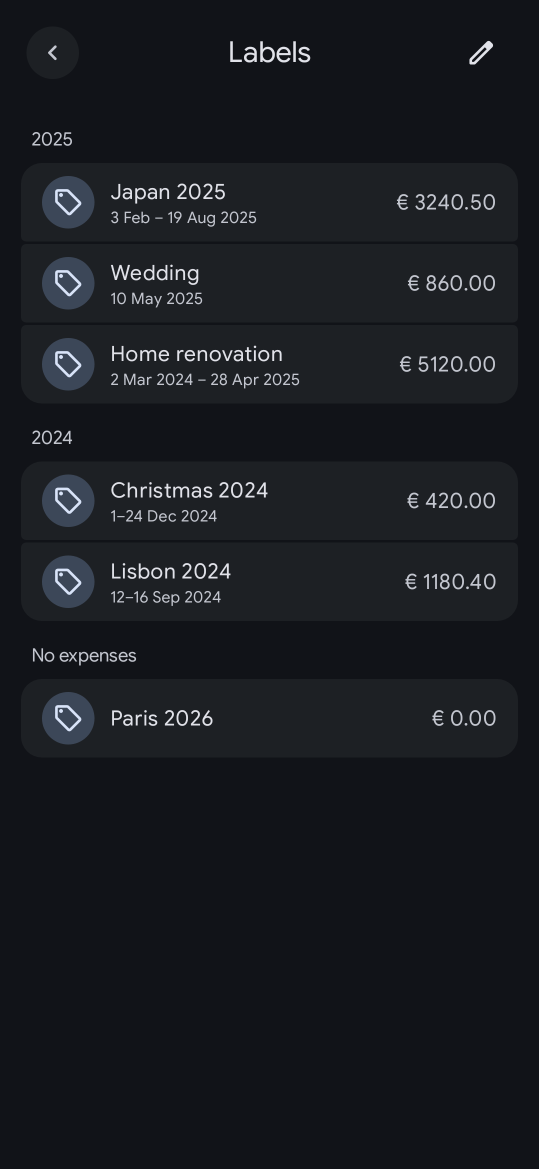 Labels
2025
Japan 2025
€ 3240.50
3 Feb – 19 Aug 2025
Wedding
€ 860.00
10 May 2025
Home renovation
€ 5120.00
2 Mar 2024 – 28 Apr 2025
2024
Christmas 2024
€ 420.00
1–24 Dec 2024
Lisbon 2024
€ 1180.40
12–16 Sep 2024
No expenses
Paris 2026
€ 0.00